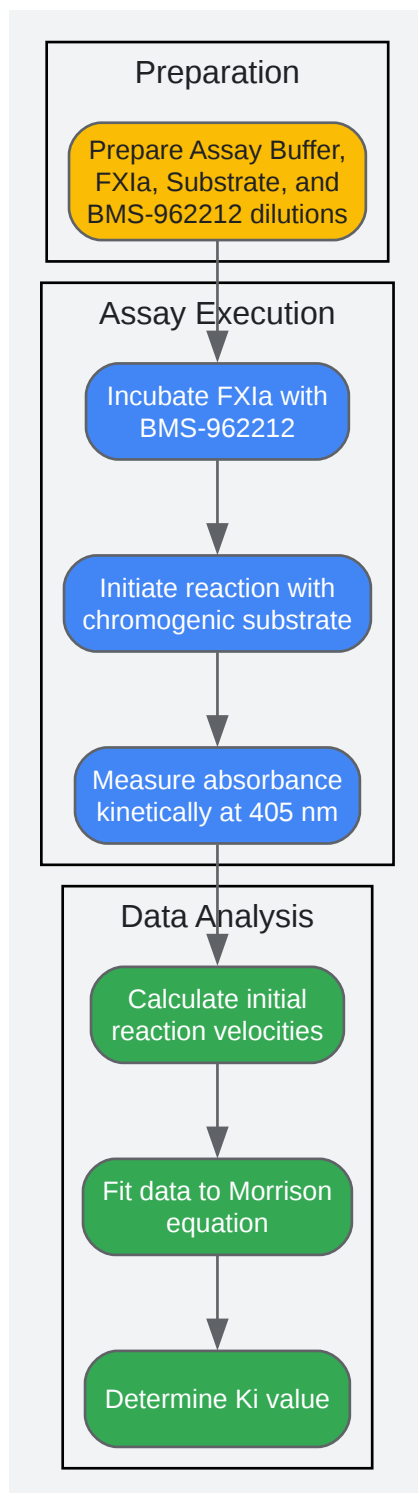 Preparation
Prepare Assay Buffer,
FXIa, Substrate, and
BMS-962212 dilutions
Assay Execution
Incubate FXIa with
BMS-962212
Initiate reaction with
chromogenic substrate
Measure absorbance
kinetically at 405 nm
Data Analysis
Calculate initial
reaction velocities
Fit data to Morrison
equation
Determine Ki value